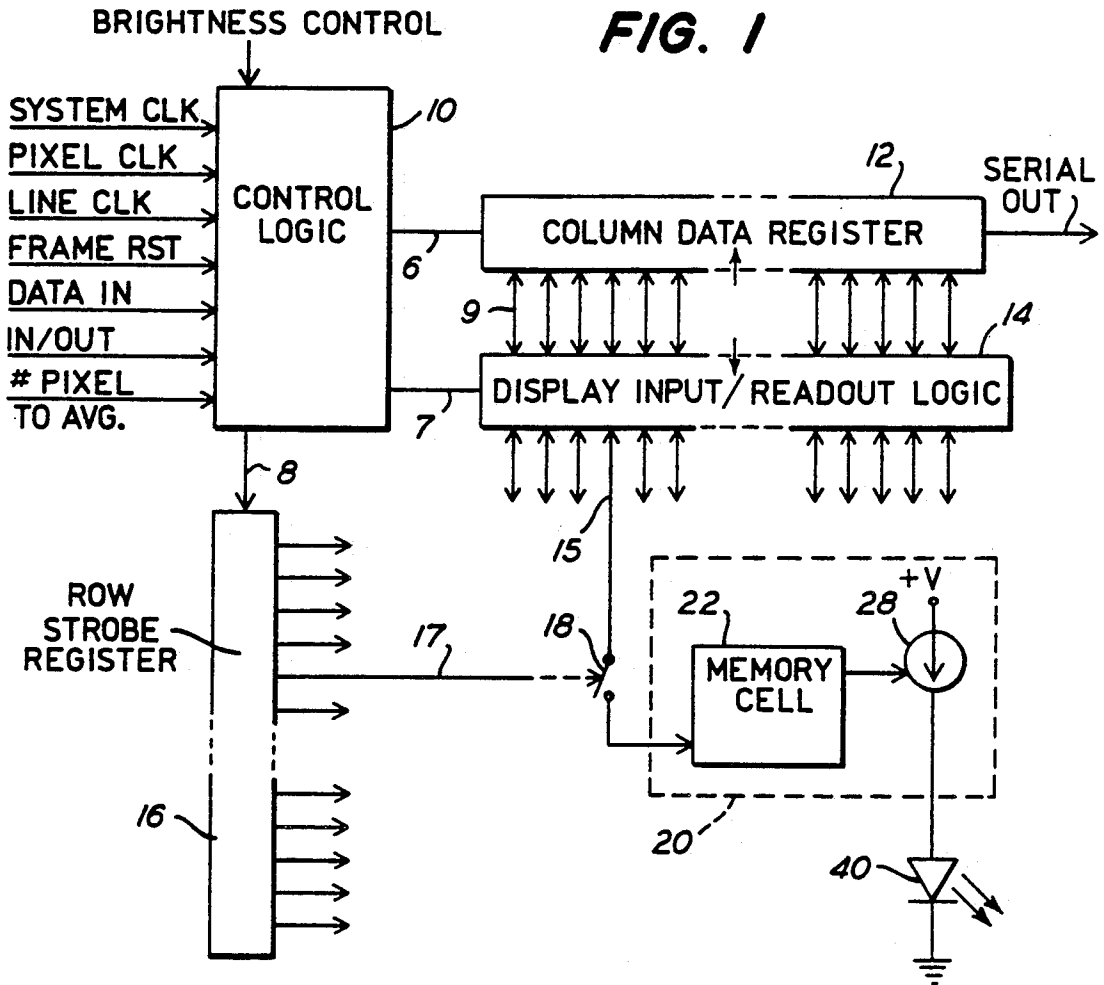 BRIGHTNESS CONTROL
FIG. 1
SYSTEM CLK
PIXEL CLK
LINE CLK
FRAME RST
DATA IN
IN/OUT
# PIXEL
TO AVG.
10
CONTROL
LOGIC
6
7
8
12
COLUMN DATA REGISTER
SERIAL
OUT
9
14
DISPLAY INPUT/READOUT LOGIC
15
ROW
STROBE
REGISTER
16
17
18
22
MEMORY
CELL
28
+V
20
40